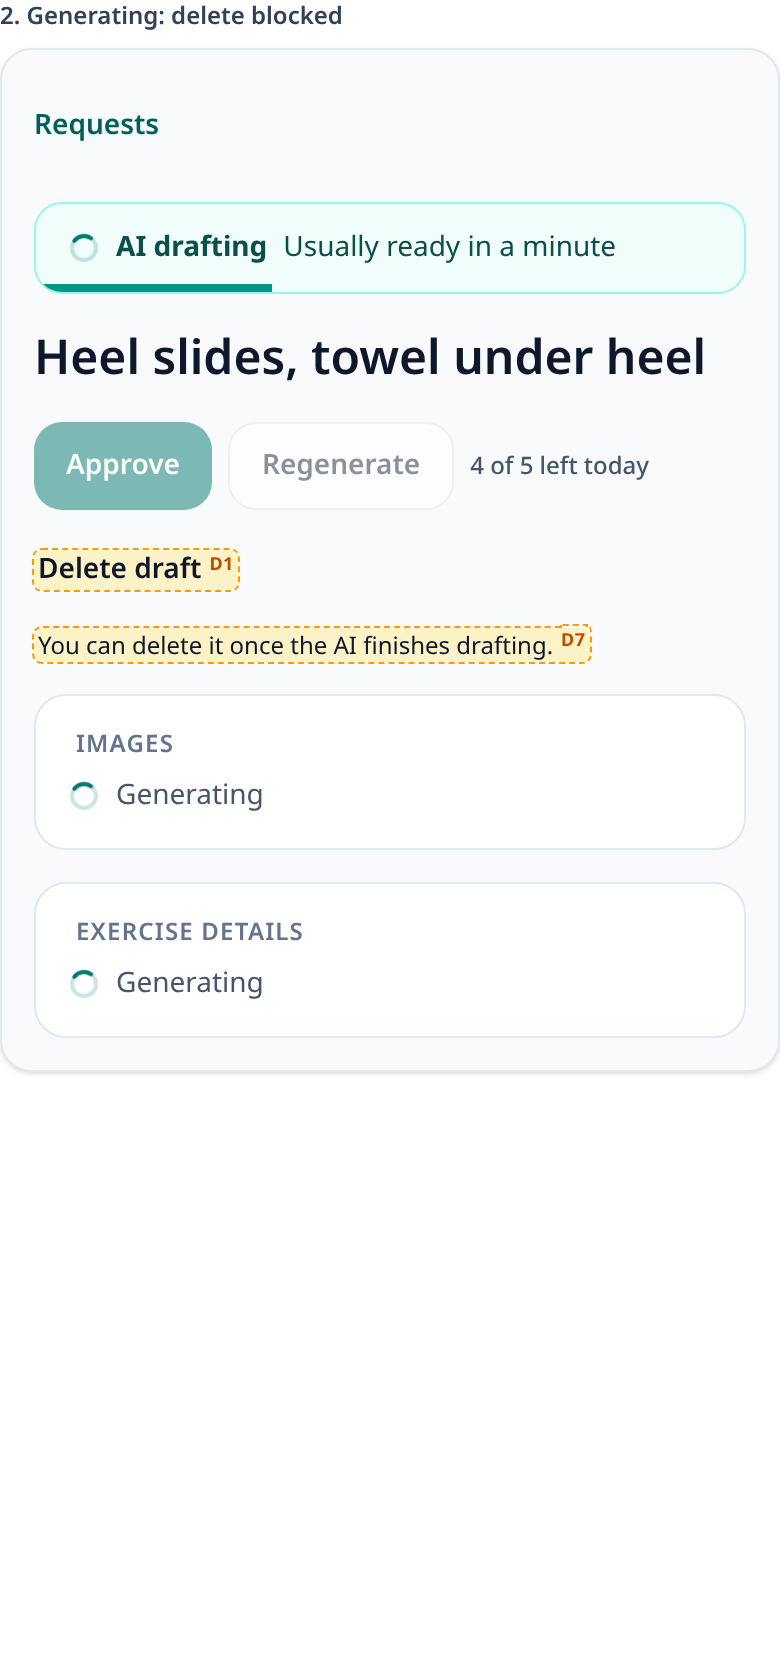 2. Generating: delete blocked
Requests
AI drafting Usually ready in a minute
Heel slides, towel under heel
Approve Regenerate 4 of 5 left today
Delete draft D1
You can delete it once the AI finishes drafting. D7
IMAGES
Generating
EXERCISE DETAILS
Generating